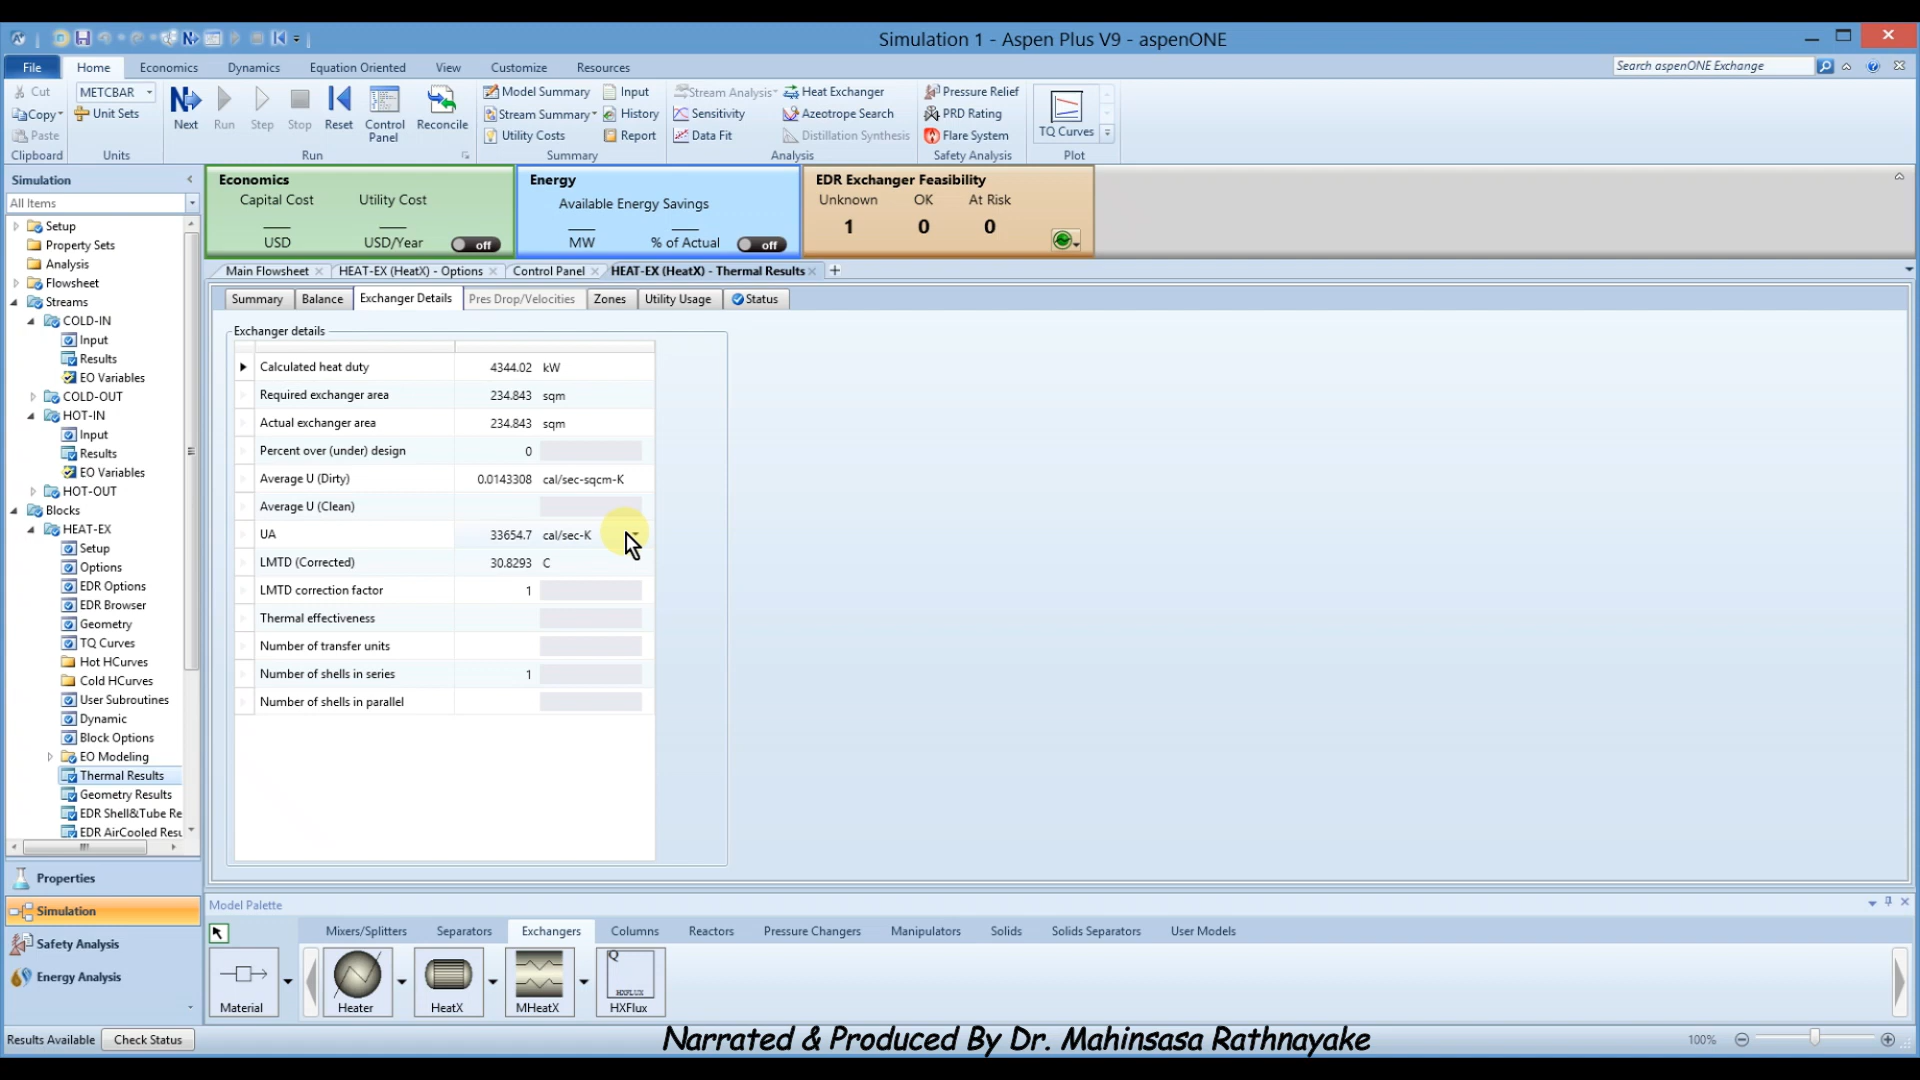 Simulation 1 - Aspen Plus V9 - aspenONE
File Home Economics Dynamics Equation Oriented View Customize Resources Search aspenONE Exchange
Cut METCBAR Model Summary Input Stream Analysis Heat Exchanger Pressure Relief
Copy Unit Sets Next Run Step Stop Reset Control Panel Reconcile Stream Summary History Sensitivity Azeotrope Search PRD Rating
Paste Utility Costs Report Data Fit Distillation Synthesis Flare System TQ Curves
Clipboard Units Run Summary Analysis Safety Analysis Plot
Simulation
All Items
Setup
Property Sets
Analysis
Flowsheet
Streams
COLD-IN
Input
Results
EO Variables
COLD-OUT
HOT-IN
Input
Results
EO Variables
HOT-OUT
Blocks
HEAT-EX
Setup
Options
EDR Options
EDR Browser
Geometry
TQ Curves
Hot HCurves
Cold HCurves
User Subroutines
Dynamic
Block Options
EO Modeling
Thermal Results
Geometry Results
EDR Shell&Tube Re
EDR AirCooled Resu
Properties
Simulation
Safety Analysis
Energy Analysis
Economics
Capital Cost Utility Cost
USD USD/Year off
Energy
Available Energy Savings
MW % of Actual off
EDR Exchanger Feasibility
Unknown OK At Risk
1 0 0
Main Flowsheet HEAT-EX (HeatX) - Options Control Panel HEAT-EX (HeatX) - Thermal Results
Summary Balance Exchanger Details Pres Drop/Velocities Zones Utility Usage Status
Exchanger details
Calculated heat duty 4344.02 kW
Required exchanger area 234.843 sqm
Actual exchanger area 234.843 sqm
Percent over (under) design 0
Average U (Dirty) 0.0143308 cal/sec-sqcm-K
Average U (Clean)
UA 33654.7 cal/sec-K
LMTD (Corrected) 30.8293 C
LMTD correction factor 1
Thermal effectiveness
Number of transfer units
Number of shells in series 1
Number of shells in parallel
Model Palette
Mixers/Splitters Separators Exchangers Columns Reactors Pressure Changers Manipulators Solids Solids Separators User Models
Q
HXFLUX
Material Heater HeatX MHeatX HXFlux
Results Available Check Status 100%
Narrated & Produced By Dr. Mahinsasa Rathnayake